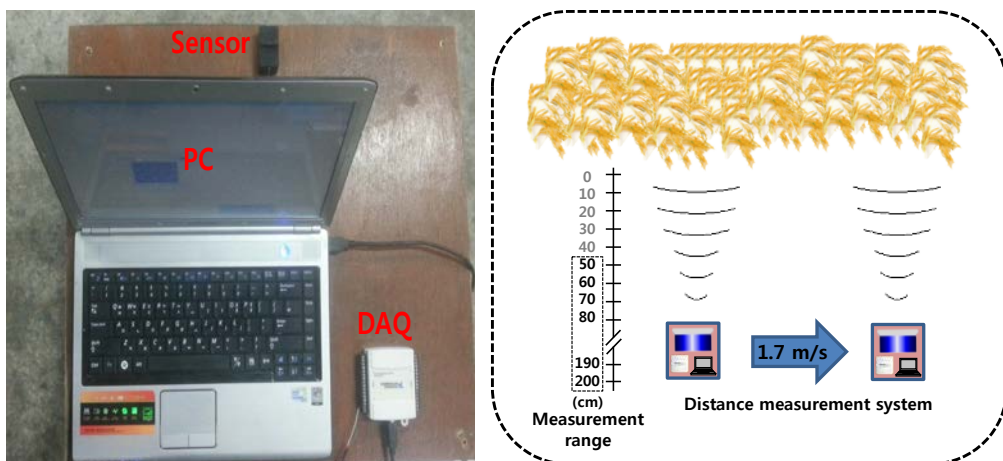 Sensor
PC
DAQ
0
10
20
30
40
50
60
70
80
190
200
(cm)
Measurement
range
1.7 m/s
Distance measurement system